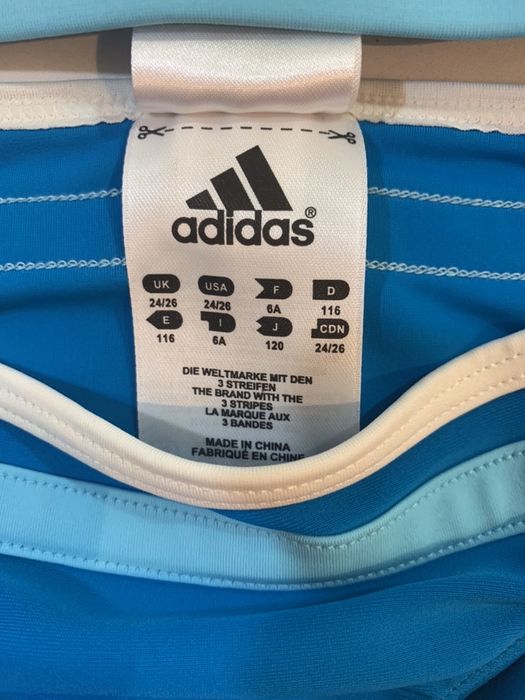 adidas®
UK USA F D
24/26 24/26 6A 116
E I J CDN
116 6A 120 24/26
DIE WELTMARKE MIT DEN
3 STREIFEN
THE BRAND WITH THE
3 STRIPES
LA MARQUE AUX
3 BANDES
MADE IN CHINA
FABRIQUÉ EN CHINE